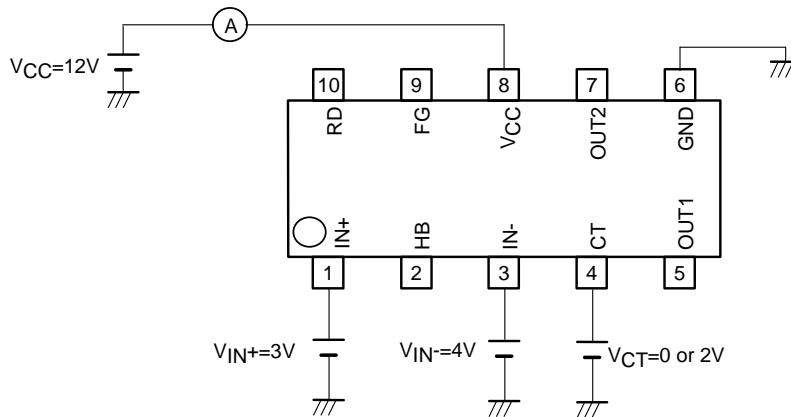 A
VCC=12V
10
9
8
7
6
RD
FG
VCC
OUT2
GND
IN+
HB
IN-
CT
OUT1
1
2
3
4
5
VIN+=3V
VIN-=4V
VCT=0 or 2V